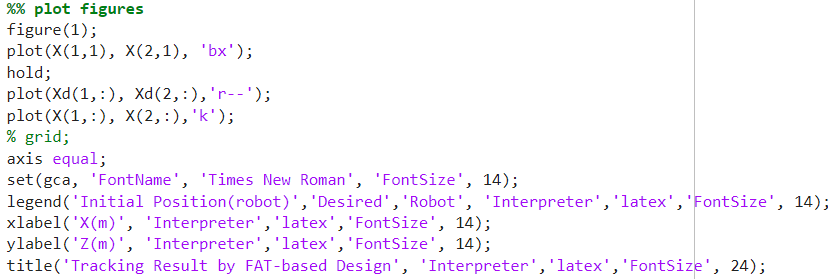 %% plot figures
figure(1);
plot(X(1,1), X(2,1), 'bx');
hold;
plot(Xd(1,:), Xd(2,:),'r--');
plot(X(1,:), X(2,:),'k');
% grid;
axis equal;
set(gca, 'FontName', 'Times New Roman', 'FontSize', 14);
legend('Initial Position(robot)','Desired','Robot', 'Interpreter','latex','FontSize', 14);
xlabel('X(m)', 'Interpreter','latex','FontSize', 14);
ylabel('Z(m)', 'Interpreter','latex','FontSize', 14);
title('Tracking Result by FAT-based Design', 'Interpreter','latex','FontSize', 24);